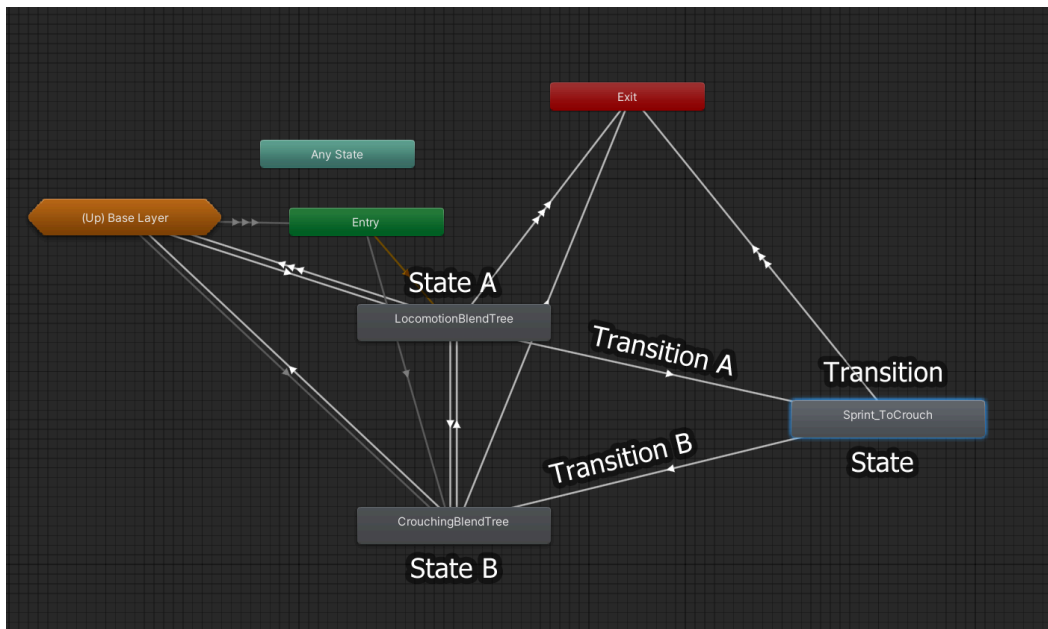 Exit
Any State
(Up) Base Layer
Entry
State A
LocomotionBlendTree
Transition A
Transition
Sprint_ToCrouch
Transition B
State
CrouchingBlendTree
State B